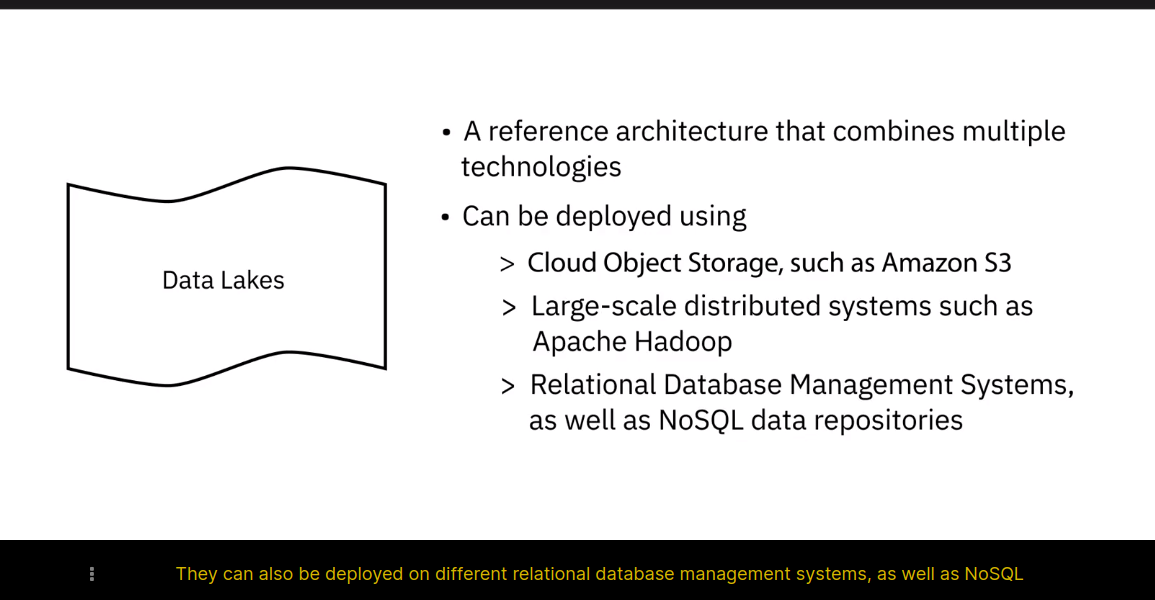 Data Lakes
• A reference architecture that combines multiple
technologies
• Can be deployed using
> Cloud Object Storage, such as Amazon S3
> Large-scale distributed systems such as
Apache Hadoop
> Relational Database Management Systems,
as well as NoSQL data repositories
They can also be deployed on different relational database management systems, as well as NoSQL